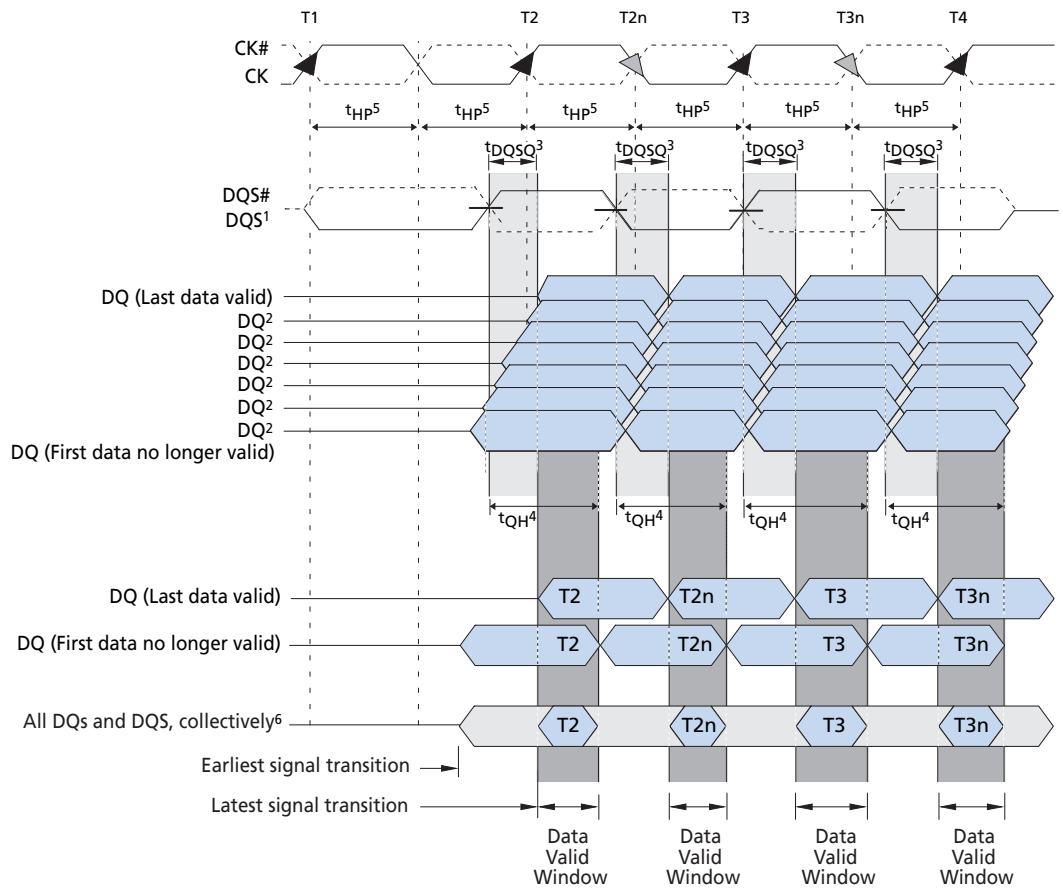 T1 T2 T2n T3 T3n T4
CK#
CK
tHP5 tHP5 tHP5 tHP5 tHP5 tHP5
tDQSQ3 tDQSQ3 tDQSQ3 tDQSQ3
DQS#
DQS1
DQ (Last data valid)
DQ2
DQ2
DQ2
DQ2
DQ2
DQ2
DQ (First data no longer valid)
tQH4 tQH4 tQH4 tQH4
DQ (Last data valid) T2 T2n T3 T3n
DQ (First data no longer valid) T2 T2n T3 T3n
All DQs and DQS, collectively6 T2 T2n T3 T3n
Earliest signal transition
Latest signal transition
Data Data Data Data
Valid Valid Valid Valid
Window Window Window Window